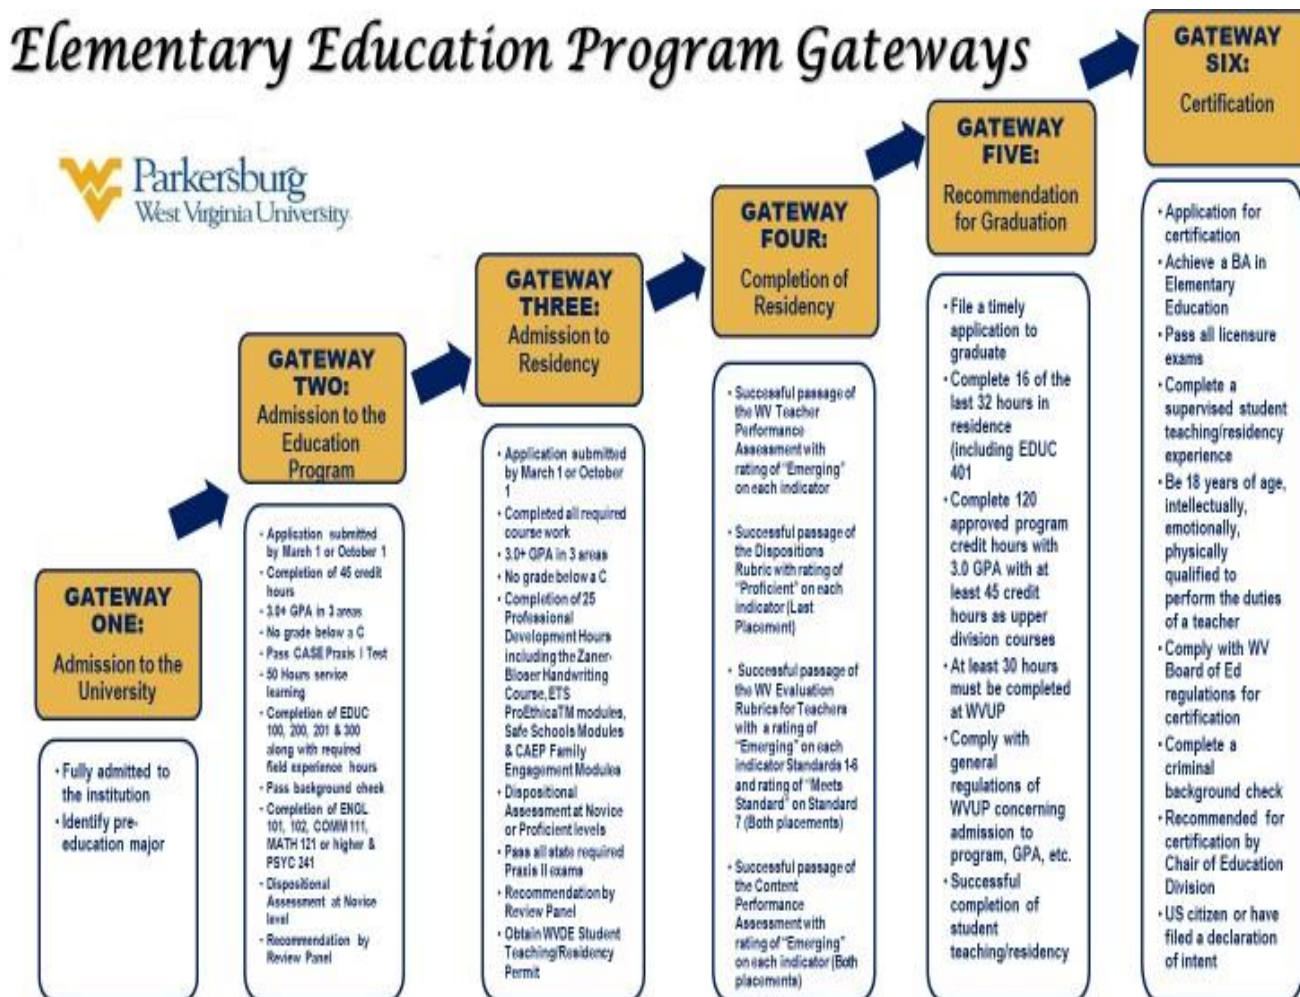 Elementary Education Program Gateways
Parkersburg
West Virginia University
GATEWAY
ONE:
Admission to the
University
• Fully admitted to
the institution
• Identify pre-
education major
GATEWAY
TWO:
Admission to the
Education
Program
• Application submitted
by March 1 or October 1
• Completion of 45 credit
hours
• 3.0+ GPA in 3 areas
• No grade below a C
• Pass CASE Praxis I Test
• 50 Hours service
learning
• Completion of EDUC
100, 200, 201 & 300
along with required
field experience hours
• Pass background check
• Completion of ENGL
101, 102, COMM 111,
MATH 121 or higher &
PSYC 241
• Dispositional
Assessment at Novice
level
• Recommendation by
Review Panel
GATEWAY
THREE:
Admission to
Residency
• Application submitted
by March 1 or October
1
• Completed all required
course work
• 3.0+ GPA in 3 areas
• No grade below a C
• Completion of 25
Professional
Development Hours
including the Zaner-
Bloser Handwriting
Course, ETS
ProEthicaTM modules,
Safe Schools Modules
& CAEP Family
Engagement Modules
• Dispositional
Assessment at Novice
or Proficient levels
• Pass all state required
Praxis II exams
• Recommendation by
Review Panel
• Obtain WVDE Student
Teaching/Residency
Permit
GATEWAY
FOUR:
Completion of
Residency
• Successful passage of
the WV Teacher
Performance
Assessment with
rating of "Emerging"
on each indicator
• Successful passage of
the Dispositions
Rubric with rating of
"Proficient" on each
indicator (Last
Placement)
• Successful passage of
the WV Evaluation
Rubrics for Teachers
with a rating of
"Emerging" on each
indicator Standards 1-6
and rating of "Meets
Standard" on Standard
7 (Both placements)
• Successful passage of
the Content
Performance
Assessment with
rating of "Emerging"
on each indicator (Both
placements)
GATEWAY
FIVE:
Recommendation
for Graduation
• File a timely
application to
graduate
• Complete 16 of the
last 32 hours in
residence
(including EDUC
401
• Complete 120
approved program
credit hours with
3.0 GPA with at
least 45 credit
hours as upper
division courses
• At least 30 hours
must be completed
at WVUP
• Comply with
general
regulations of
WVUP concerning
admission to
program, GPA, etc.
• Successful
completion of
student
teaching/residency
GATEWAY
SIX:
Certification
• Application for
certification
• Achieve a BA in
Elementary
Education
• Pass all licensure
exams
• Complete a
supervised student
teaching/residency
experience
• Be 18 years of age,
intellectually,
emotionally,
physically
qualified to
perform the duties
of a teacher
• Comply with WV
Board of Ed
regulations for
certification
• Complete a
criminal
background check
• Recommended for
certification by
Chair of Education
Division
• US citizen or have
filed a declaration
of intent